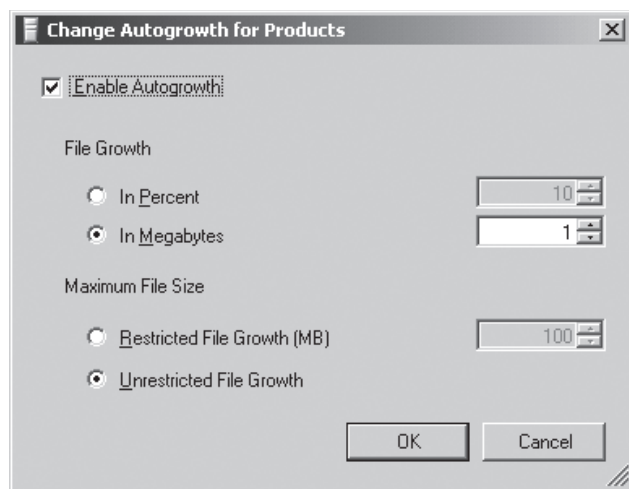 Change Autogrowth for Products
Enable Autogrowth
File Growth
In Percent 10
In Megabytes 1
Maximum File Size
Restricted File Growth (MB) 100
Unrestricted File Growth
OK Cancel